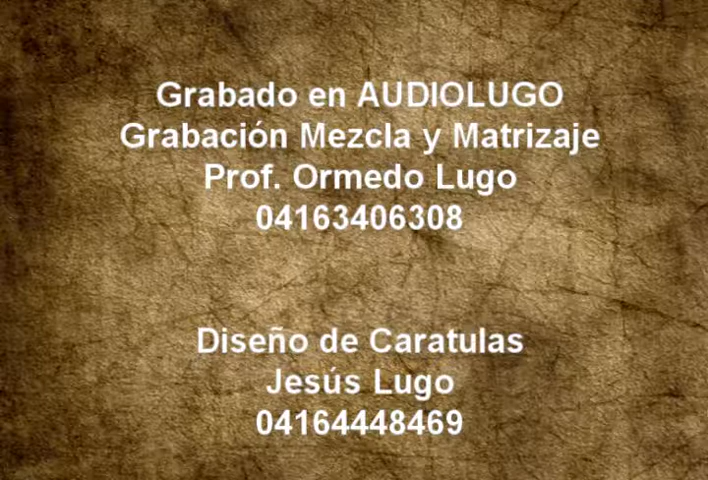 Grabado en AUDIOLUGO
Grabación Mezcla y Matrizaje
Prof. Ormedo Lugo
04163406308
Diseño de Caratulas
Jesús Lugo
04164448469